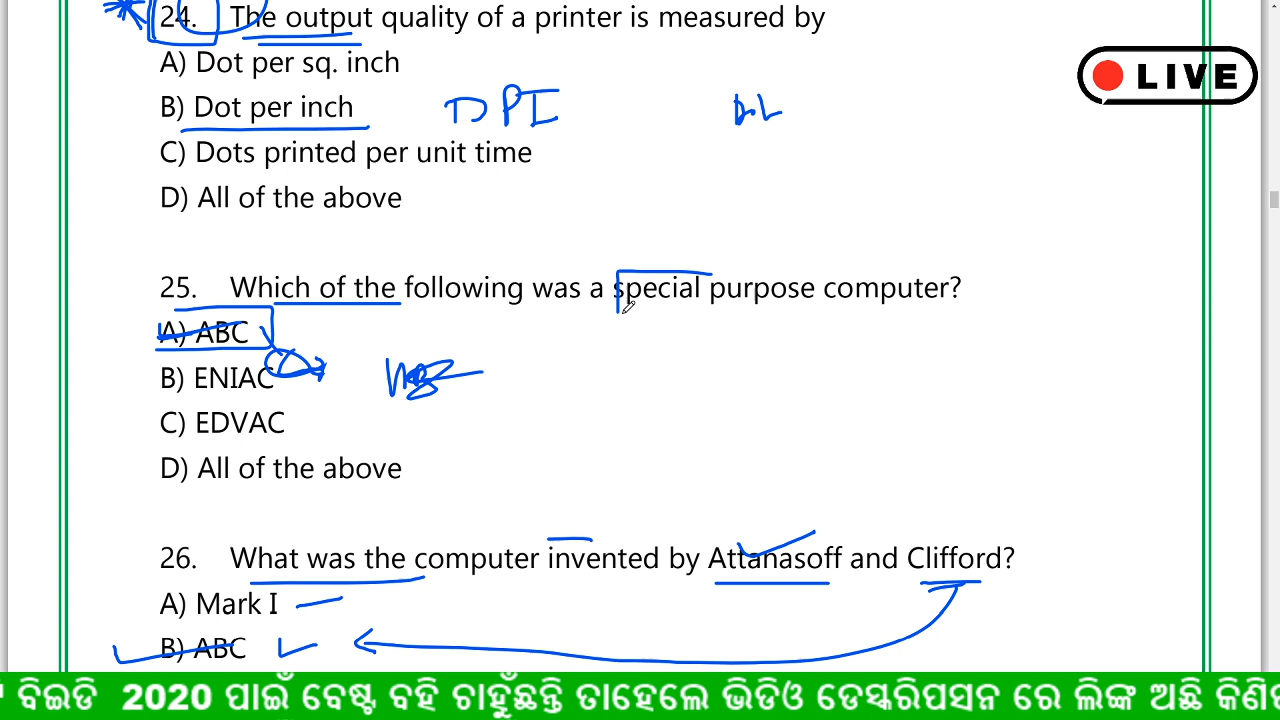 24. The output quality of a printer is measured by
LIVE
A) Dot per sq. inch
B) Dot per inch DPI
C) Dots printed per unit time
D) All of the above
25. Which of the following was a special purpose computer?
A) ABC
B) ENIAC
C) EDVAC
D) All of the above
26. What was the computer invented by Attanasoff and Clifford?
A) Mark I
B) ABC
ବିଇଡି 2020 ପାଇଁ ବେଷ୍ଟ ବହି ଚାହୁଁଛନ୍ତି ତାହେଲେ ଭିଡିଓ ଡେସ୍କରିପସନ ରେ ଲିଙ୍କ ଅଛି